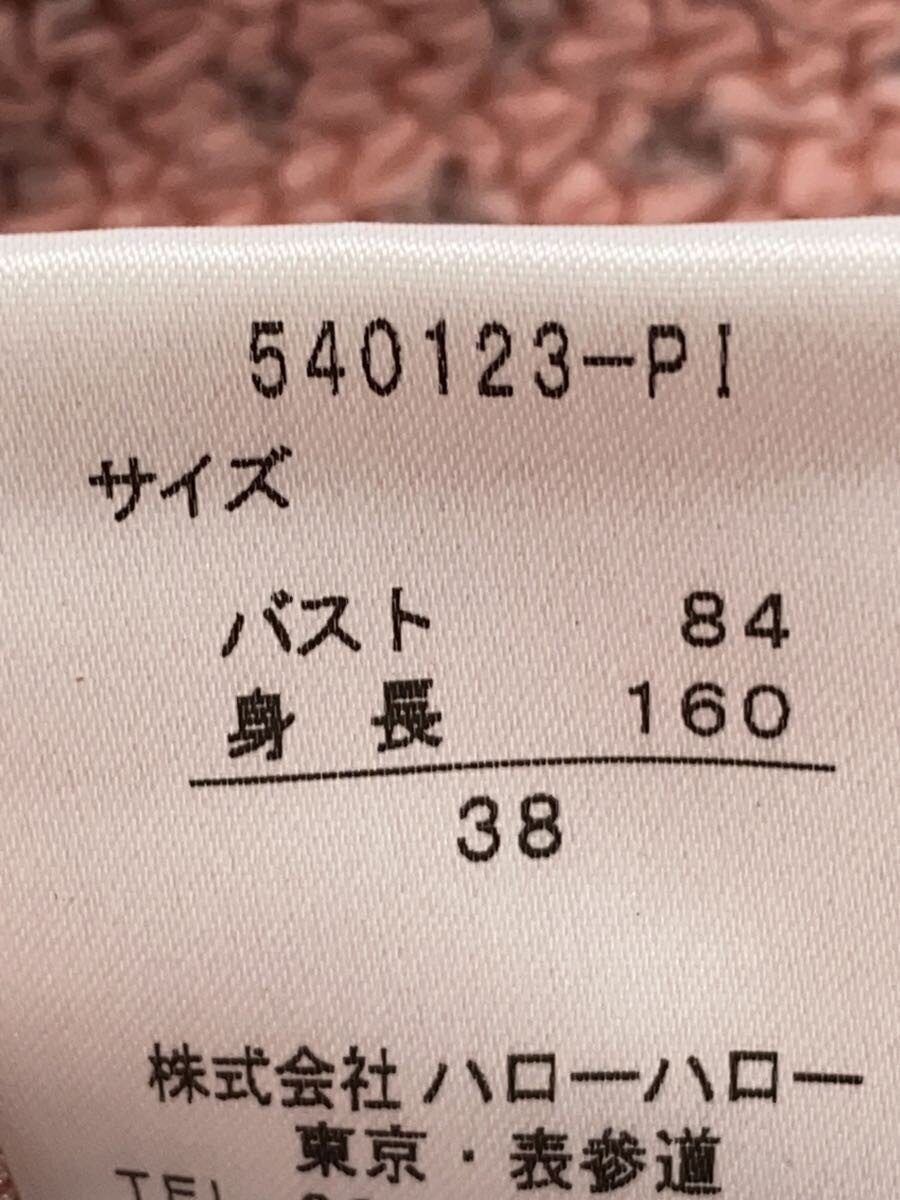 540123-PI
サイズ
バスト 84
身長 160
38
株式会社 ハローハロー
東京・表参道
TEL